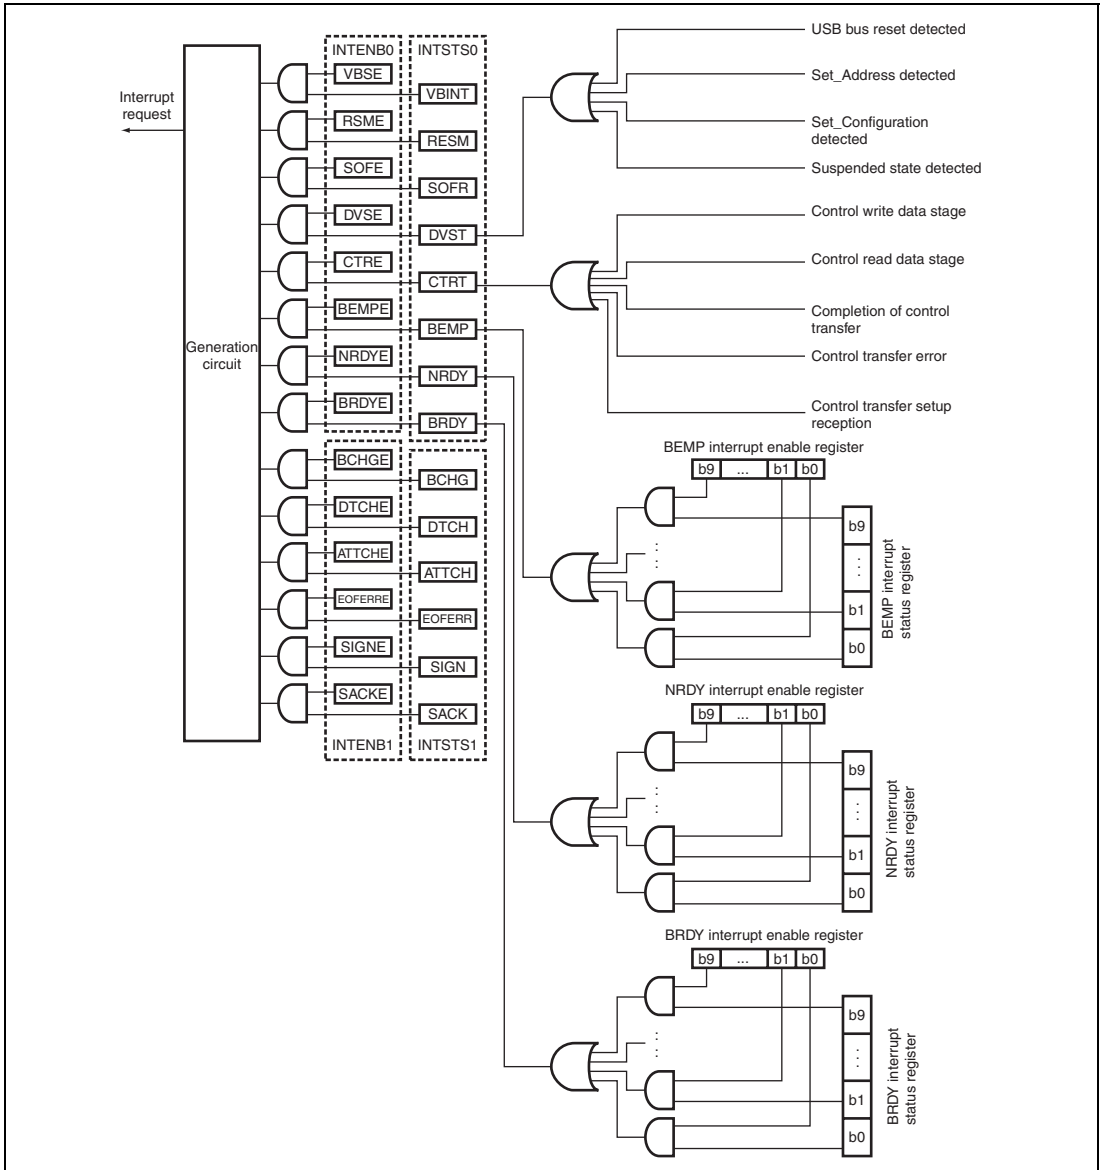 INTENB0
INTSTS0
USB bus reset detected
VBSE
VBINT
Set_Address detected
Interrupt
request
RSME
RESM
Set_Configuration
detected
SOFE
SOFR
Suspended state detected
DVSE
DVST
Control write data stage
CTRE
CTRT
Control read data stage
BEMPE
BEMP
Completion of control
transfer
Generation
circuit
NRDYE
NRDY
Control transfer error
BRDYE
BRDY
Control transfer setup
reception
BCHGE
BCHG
DTCHE
DTCH
ATTCHE
ATTCH
EOFERRE
EOFERR
SIGNE
SIGN
SACKE
SACK
INTENB1
INTSTS1
BEMP interrupt enable register
b9 ... b1 b0
b9
...
...
b1
b0
BEMP interrupt
status register
NRDY interrupt enable register
b9 ... b1 b0
b9
...
...
b1
b0
NRDY interrupt
status register
BRDY interrupt enable register
b9 ... b1 b0
b9
...
...
b1
b0
BRDY interrupt
status register